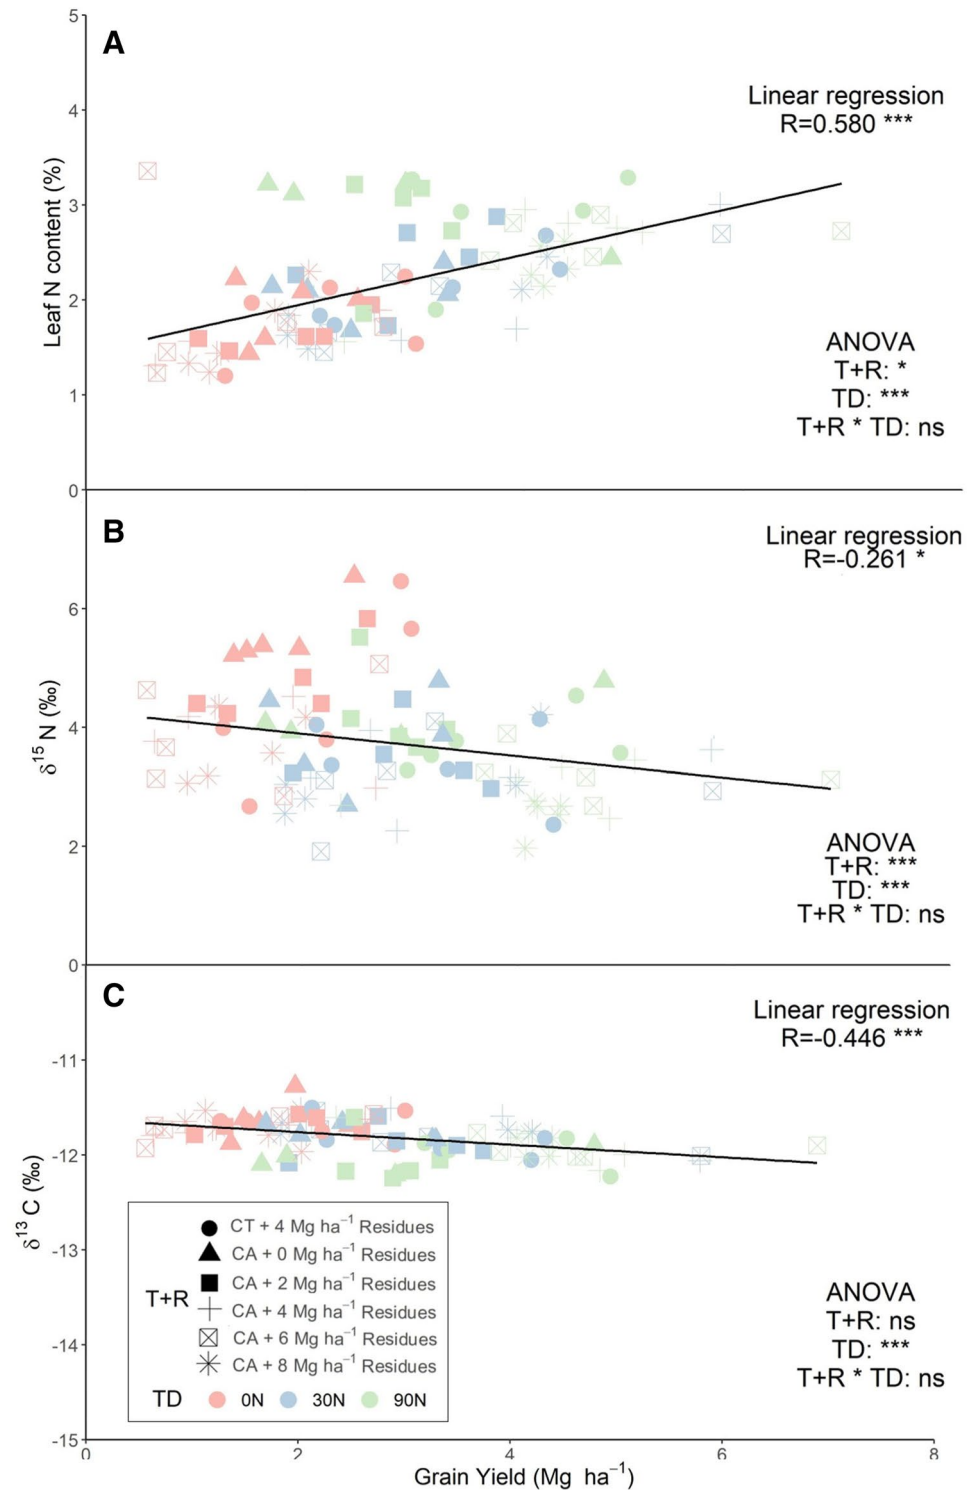 A
5
4
3
2
1
0
Leaf N content (%)
Linear regression
R=0.580 ***
ANOVA
T+R: *
TD: ***
T+R * TD: ns
B
6
4
2
0
δ¹⁵ N (‰)
Linear regression
R=-0.261 *
ANOVA
T+R: ***
TD: ***
T+R * TD: ns
C
-11
-12
-13
-14
-15
δ¹³ C (‰)
Linear regression
R=-0.446 ***
T+R
CT + 4 Mg ha⁻¹ Residues
CA + 0 Mg ha⁻¹ Residues
CA + 2 Mg ha⁻¹ Residues
CA + 4 Mg ha⁻¹ Residues
CA + 6 Mg ha⁻¹ Residues
CA + 8 Mg ha⁻¹ Residues
TD 0N 30N 90N
ANOVA
T+R: ns
TD: ***
T+R * TD: ns
0 2 4 6 8
Grain Yield (Mg ha⁻¹)